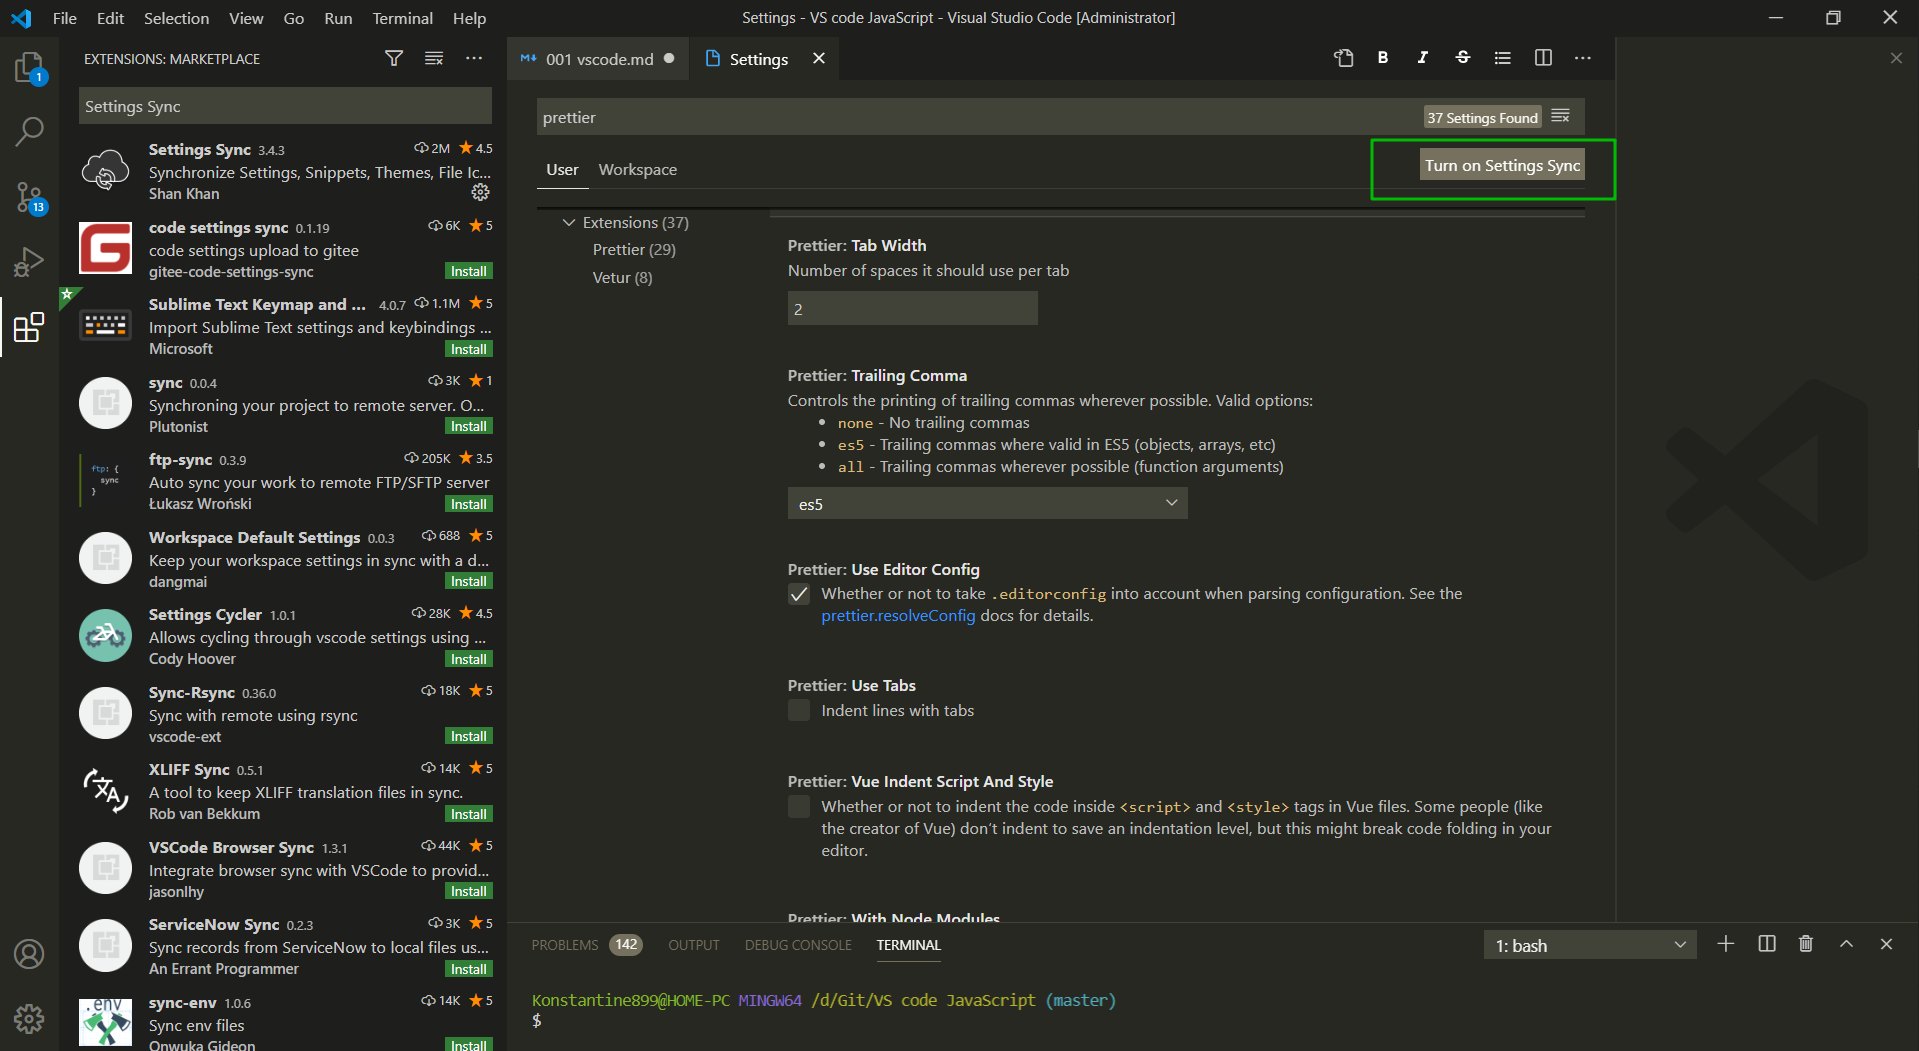 File Edit Selection View Go Run Terminal Help
Settings - VS code JavaScript - Visual Studio Code [Administrator]
1
13
EXTENSIONS: MARKETPLACE
Settings Sync
Settings Sync 3.4.3 2M 4.5
Synchronize Settings, Snippets, Themes, File Ic...
Shan Khan
code settings sync 0.1.19 6K 5
code settings upload to gitee
gitee-code-settings-sync Install
Sublime Text Keymap and ... 4.0.7 1.1M 5
Import Sublime Text settings and keybindings ...
Microsoft Install
sync 0.0.4 3K 1
Synchroning your project to remote server. O...
Plutonist Install
ftp: {
sync
}
ftp-sync 0.3.9 205K 3.5
Auto sync your work to remote FTP/SFTP server
Łukasz Wroński Install
Workspace Default Settings 0.0.3 688 5
Keep your workspace settings in sync with a d...
dangmai Install
Settings Cycler 1.0.1 28K 4.5
Allows cycling through vscode settings using ...
Cody Hoover Install
Sync-Rsync 0.36.0 18K 5
Sync with remote using rsync
vscode-ext Install
XLIFF Sync 0.5.1 14K 5
A tool to keep XLIFF translation files in sync.
Rob van Bekkum Install
VSCode Browser Sync 1.3.1 44K 5
Integrate browser sync with VSCode to provid...
jasonlhy Install
ServiceNow Sync 0.2.3 3K 5
Sync records from ServiceNow to local files us...
An Errant Programmer Install
.env
sync-env 1.0.6 14K 5
Sync env files
Onwuka Gideon Install
001 vscode.md Settings
B I S
prettier 37 Settings Found
User Workspace Turn on Settings Sync
Extensions (37)
Prettier (29)
Vetur (8)
Prettier: Tab Width
Number of spaces it should use per tab
2
Prettier: Trailing Comma
Controls the printing of trailing commas wherever possible. Valid options:
• none - No trailing commas
• es5 - Trailing commas where valid in ES5 (objects, arrays, etc)
• all - Trailing commas wherever possible (function arguments)
es5
Prettier: Use Editor Config
Whether or not to take .editorconfig into account when parsing configuration. See the
prettier.resolveConfig docs for details.
Prettier: Use Tabs
Indent lines with tabs
Prettier: Vue Indent Script And Style
Whether or not to indent the code inside <script> and <style> tags in Vue files. Some people (like
the creator of Vue) don’t indent to save an indentation level, but this might break code folding in your
editor.
Prettier: With Node Modules
PROBLEMS 142 OUTPUT DEBUG CONSOLE TERMINAL 1: bash
Konstantine899@HOME-PC MINGW64 /d/Git/VS code JavaScript (master)
$